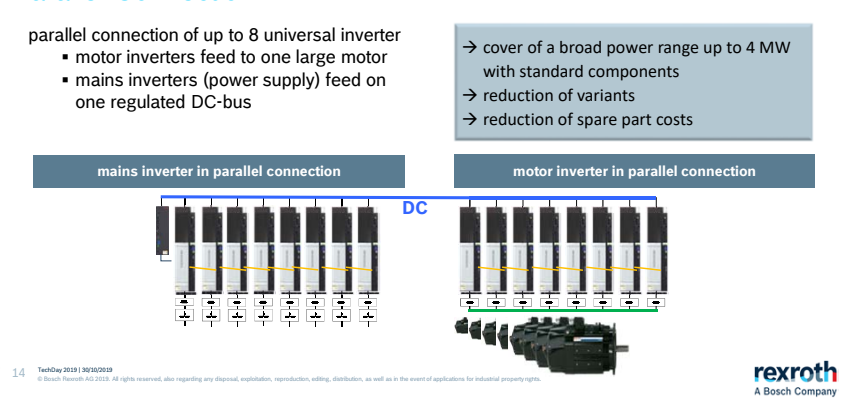 parallel connection of up to 8 universal inverter
▪ motor inverters feed to one large motor
▪ mains inverters (power supply) feed on
one regulated DC-bus
→ cover of a broad power range up to 4 MW
with standard components
→ reduction of variants
→ reduction of spare part costs
mains inverter in parallel connection
motor inverter in parallel connection
DC
14
TechDay 2019 | 30/10/2019
© Bosch Rexroth AG 2019. All rights reserved, also regarding any disposal, exploitation, reproduction, editing, distribution, as well as in the event of applications for industrial property rights.
rexroth
A Bosch Company